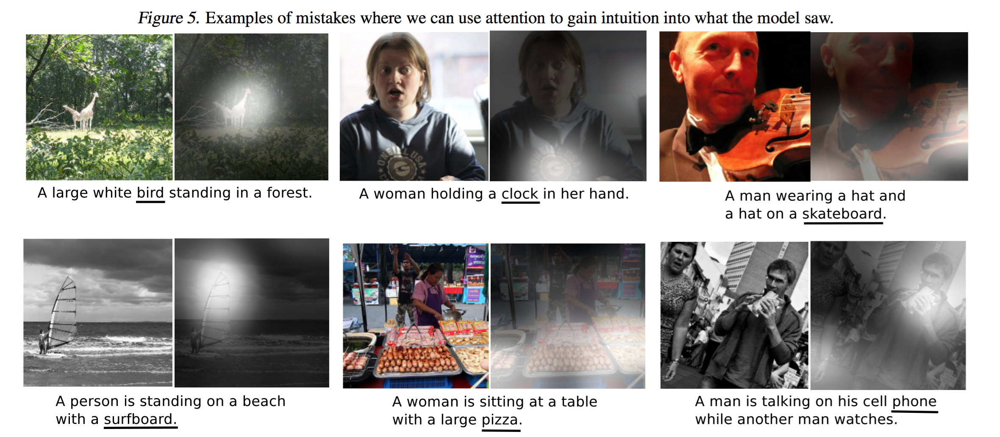 Figure 5. Examples of mistakes where we can use attention to gain intuition into what the model saw.
O'NEILL USA
A large white bird standing in a forest.
A woman holding a clock in her hand.
A man wearing a hat and
a hat on a skateboard.
A person is standing on a beach
with a surfboard.
A woman is sitting at a table
with a large pizza.
A man is talking on his cell phone
while another man watches.